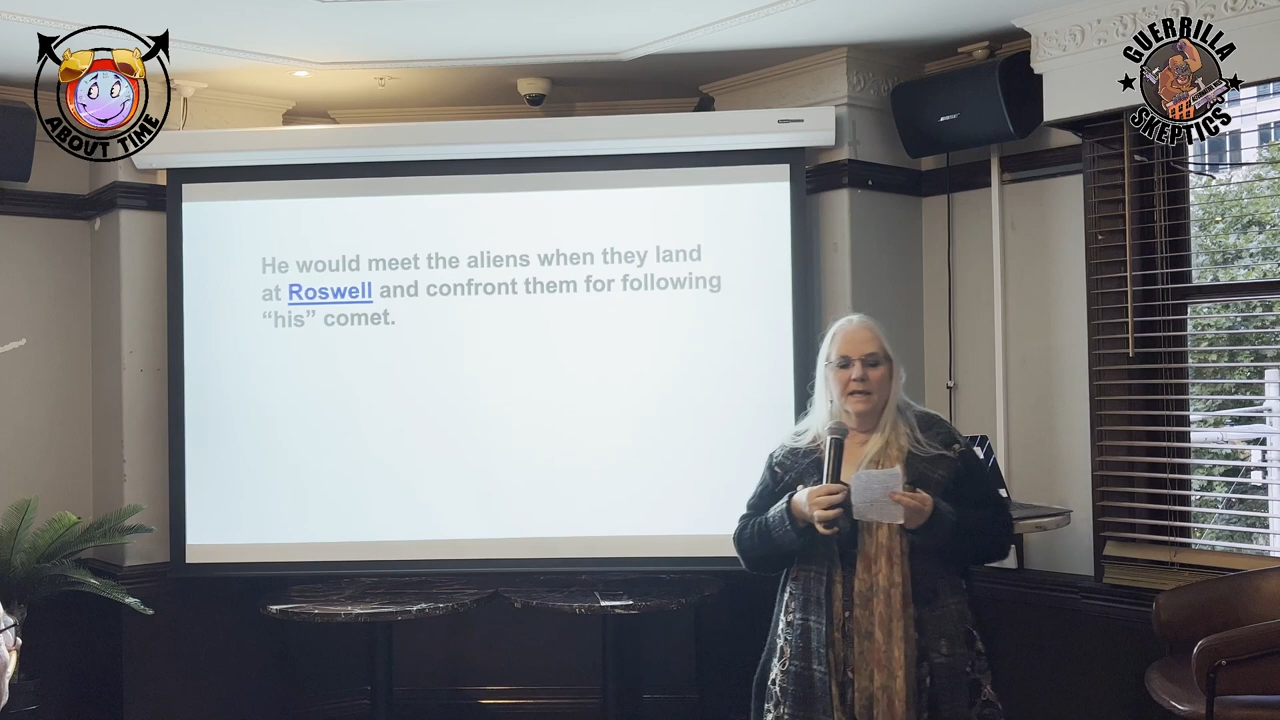 ABOUT TIME
GUERRILLA
SKEPTICS
BOSE
He would meet the aliens when they land
at Roswell and confront them for following
“his” comet.